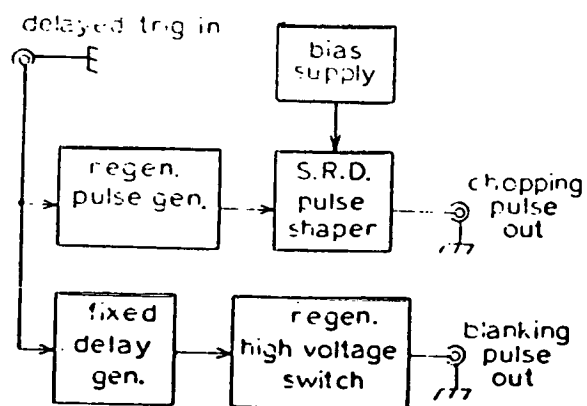 delayed trig in
bias
supply
regen.
pulse gen.
S.R.D.
pulse
shaper
chopping
pulse
out
fixed
delay
gen.
regen.
high voltage
switch
blanking
pulse
out